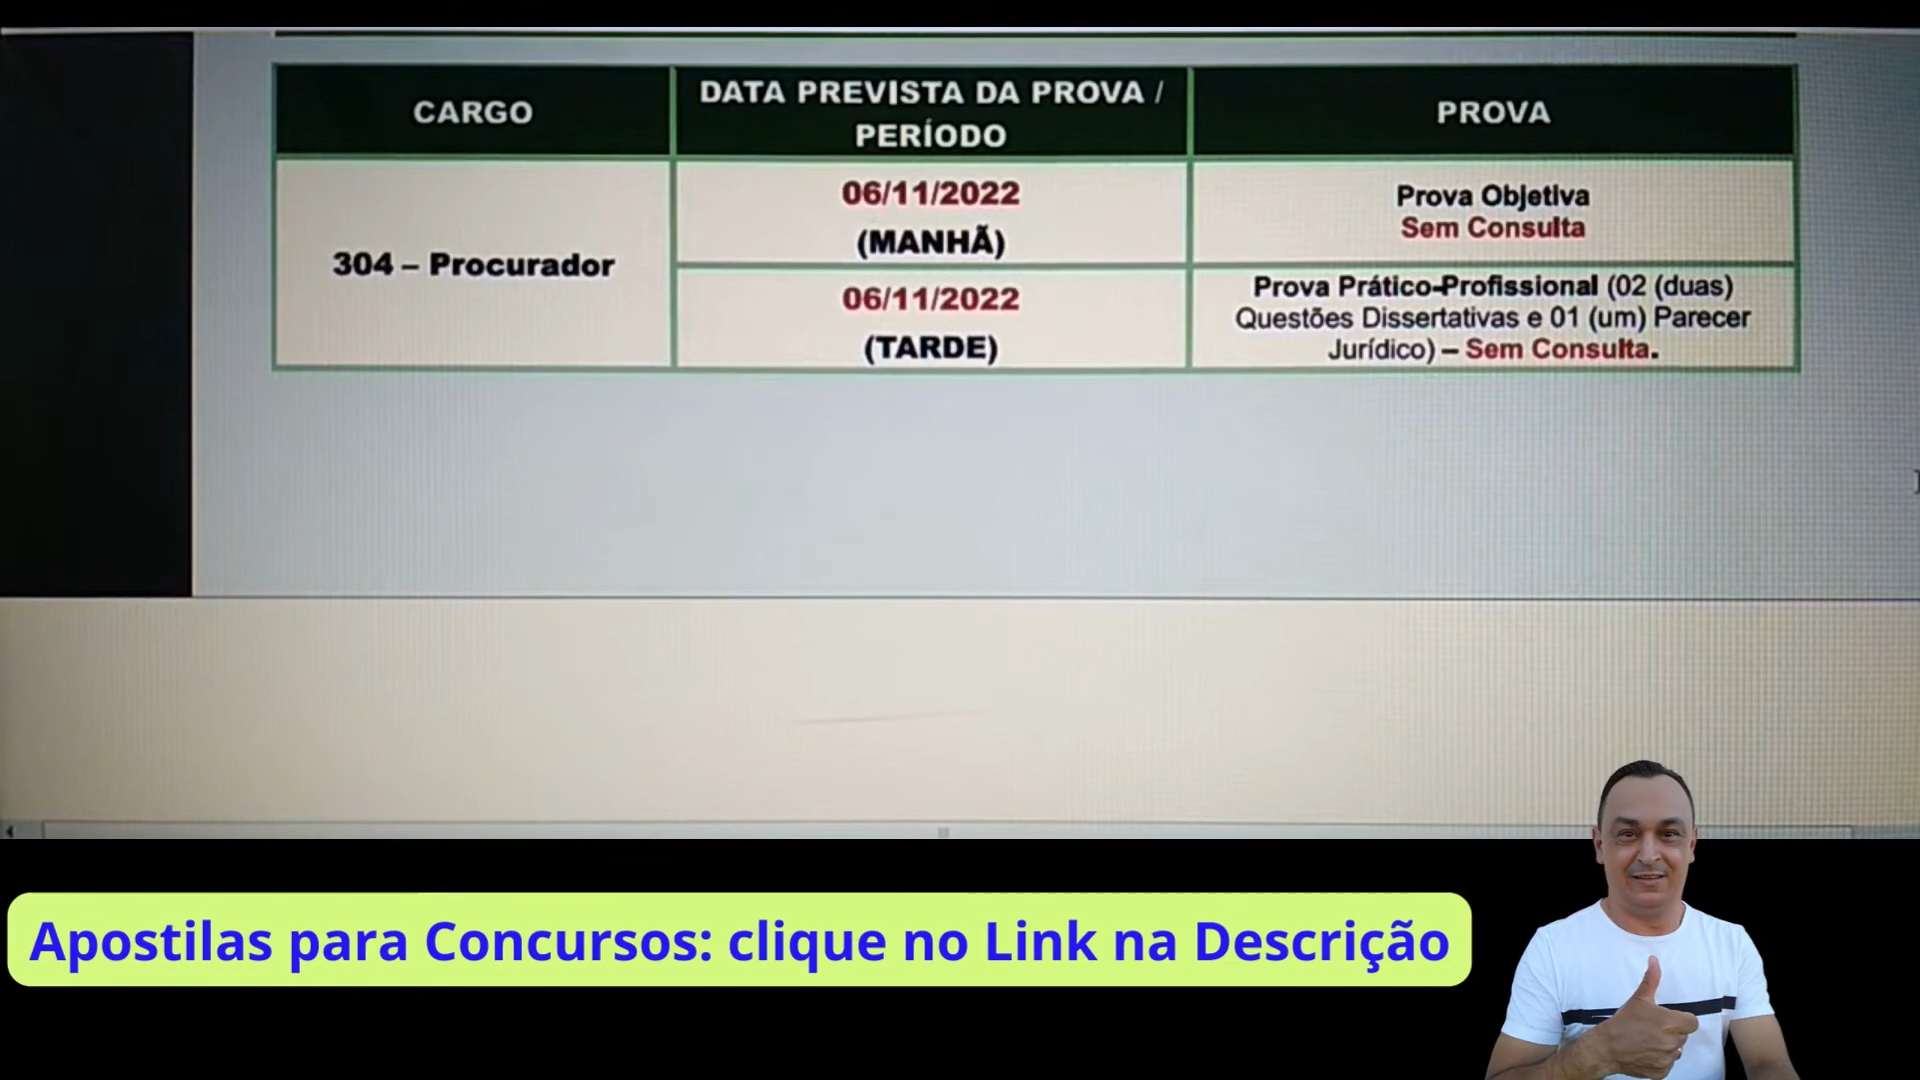 CARGO
DATA PREVISTA DA PROVA /
PERÍODO
PROVA
304 – Procurador
06/11/2022
(MANHÃ)
Prova Objetiva
Sem Consulta
06/11/2022
(TARDE)
Prova Prático-Profissional (02 (duas)
Questões Dissertativas e 01 (um) Parecer
Jurídico) – Sem Consulta.
Apostilas para Concursos: clique no Link na Descrição